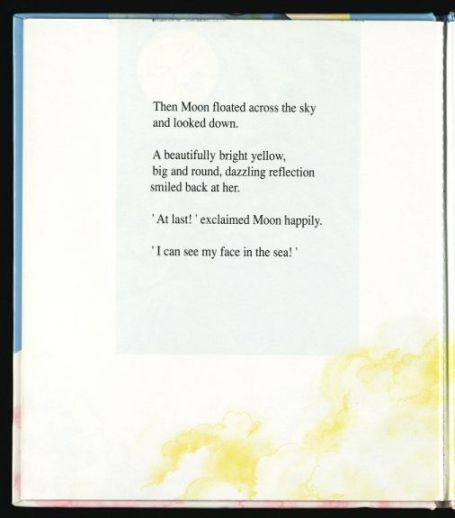 Then Moon floated across the sky
and looked down.
A beautifully bright yellow,
big and round, dazzling reflection
smiled back at her.
' At last! ' exclaimed Moon happily.
' I can see my face in the sea! '